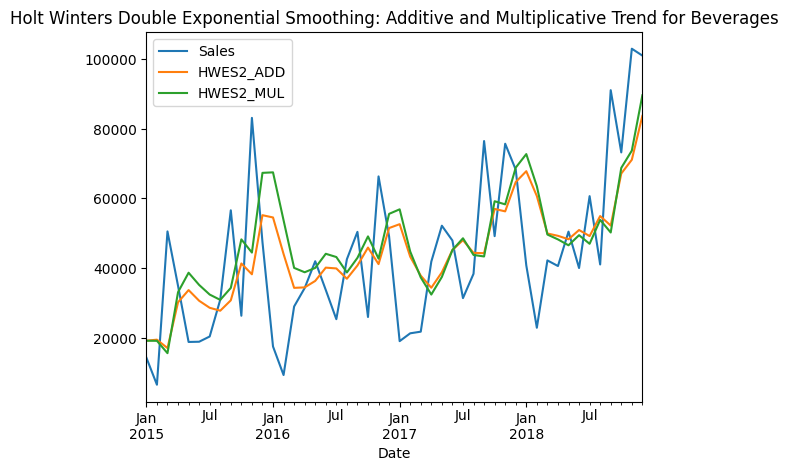 Holt Winters Double Exponential Smoothing: Additive and Multiplicative Trend for Beverages
Sales
HWES2_ADD
HWES2_MUL
100000
80000
60000
40000
20000
Jan Jul Jan Jul Jan Jul Jan Jul
2015 2016 2017 2018
Date